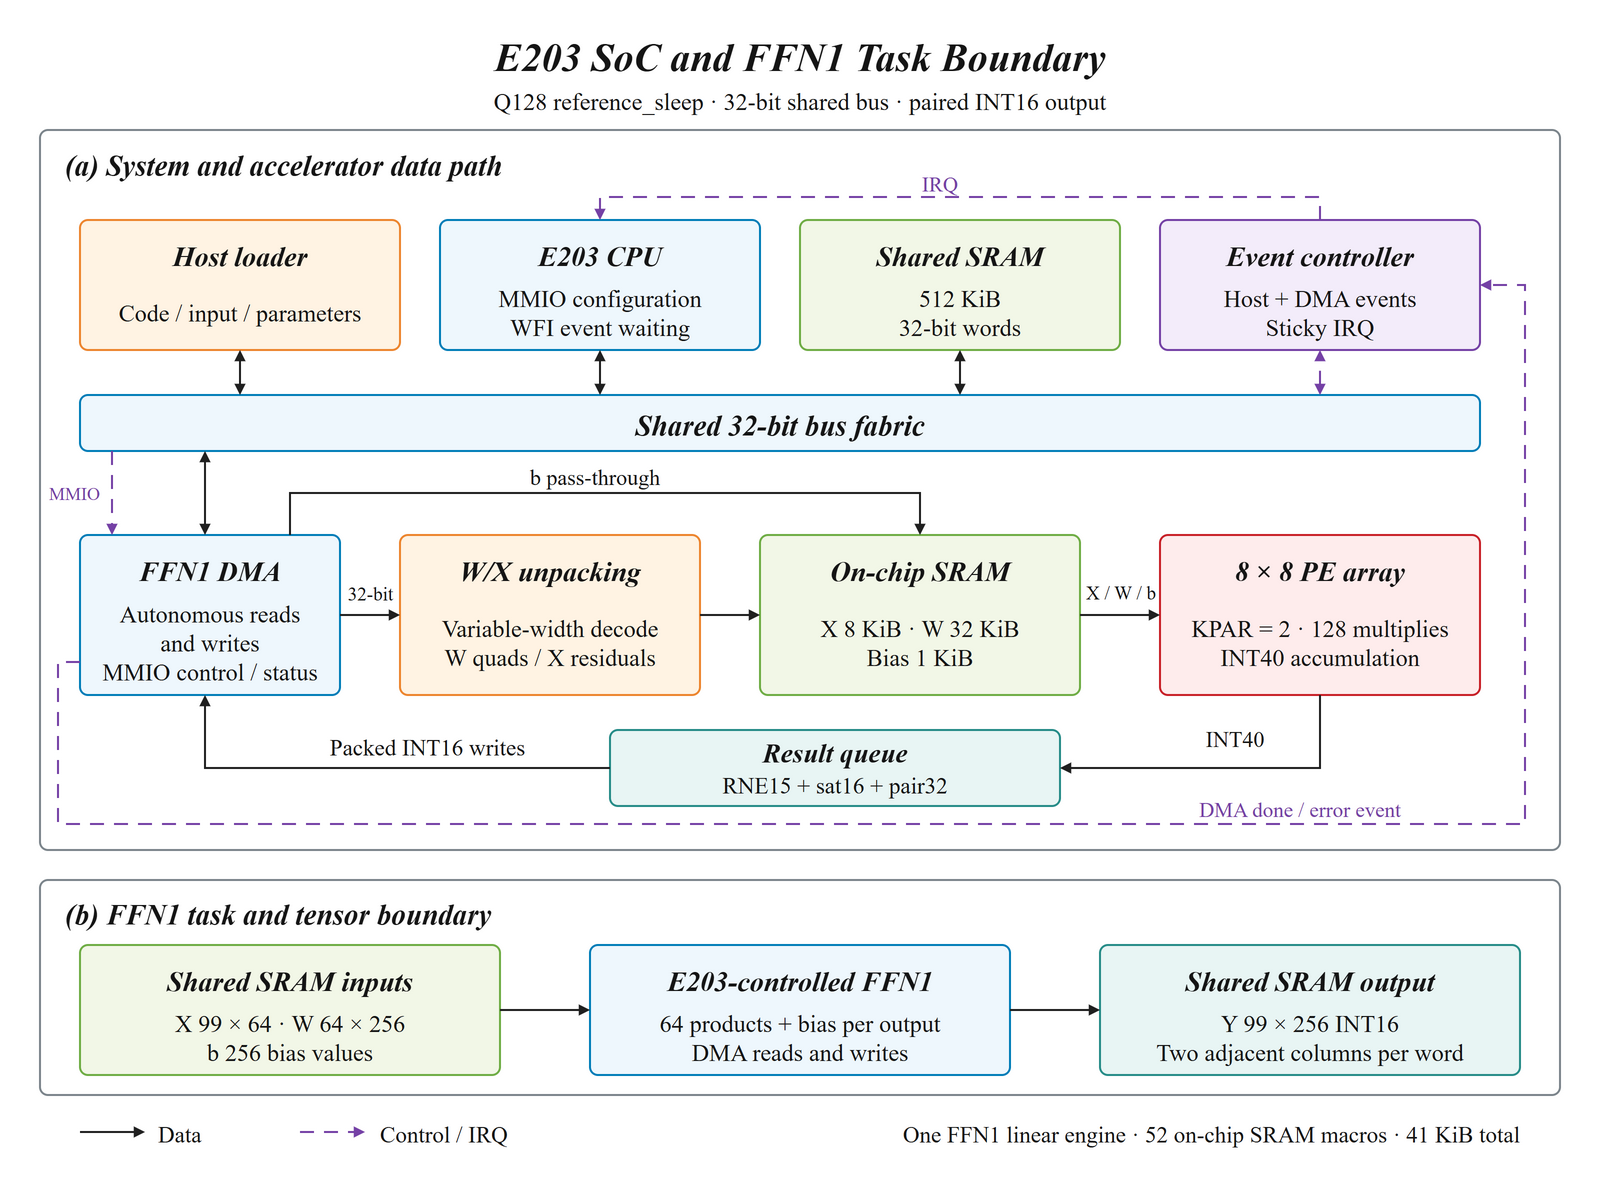 E203 SoC and FFN1 Task Boundary
Q128 reference_sleep · 32-bit shared bus · paired INT16 output
(a) System and accelerator data path
IRQ
Host loader
Code / input / parameters
E203 CPU
MMIO configuration
WFI event waiting
Shared SRAM
512 KiB
32-bit words
Event controller
Host + DMA events
Sticky IRQ
Shared 32-bit bus fabric
MMIO
b pass-through
FFN1 DMA
Autonomous reads
and writes
MMIO control / status
32-bit
W/X unpacking
Variable-width decode
W quads / X residuals
On-chip SRAM
X 8 KiB · W 32 KiB
Bias 1 KiB
X / W / b
8 × 8 PE array
KPAR = 2 · 128 multiplies
INT40 accumulation
Packed INT16 writes
Result queue
RNE15 + sat16 + pair32
INT40
DMA done / error event
(b) FFN1 task and tensor boundary
Shared SRAM inputs
X 99 × 64 · W 64 × 256
b 256 bias values
E203-controlled FFN1
64 products + bias per output
DMA reads and writes
Shared SRAM output
Y 99 × 256 INT16
Two adjacent columns per word
Data
Control / IRQ
One FFN1 linear engine · 52 on-chip SRAM macros · 41 KiB total